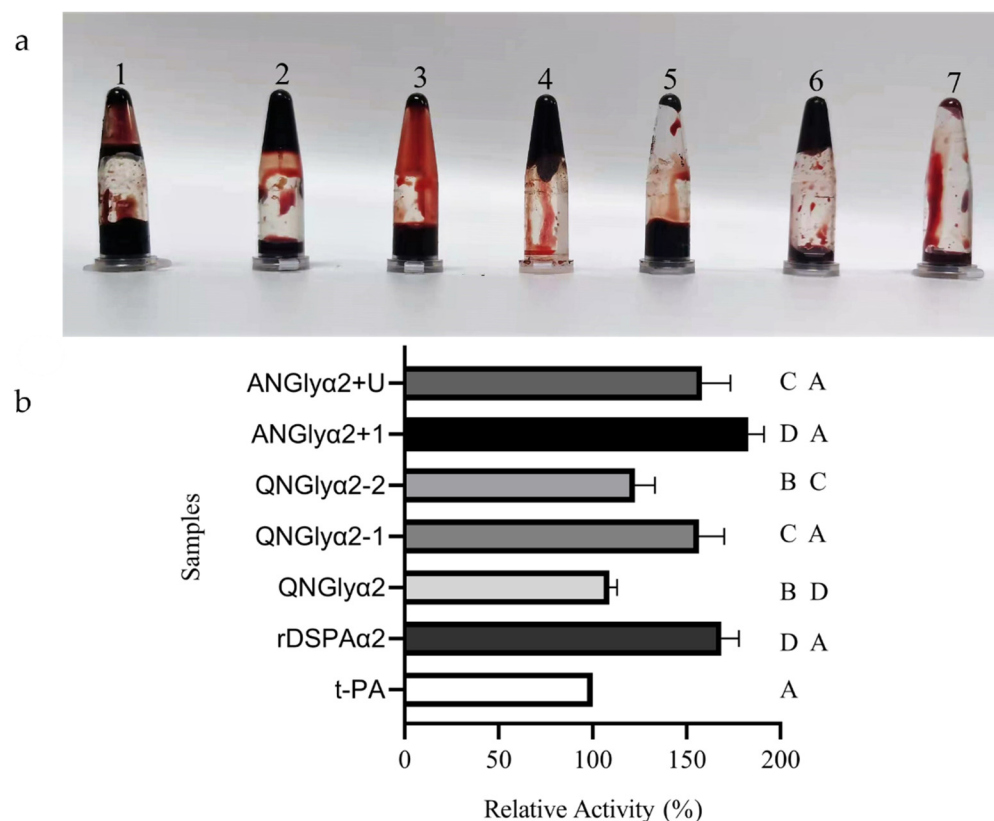 a
1 2 3 4 5 6 7
b
Samples
ANGlyα2+U C A
ANGlyα2+1 D A
QNGlyα2-2 B C
QNGlyα2-1 C A
QNGlyα2 B D
rDSPAα2 D A
t-PA A
0 50 100 150 200
Relative Activity (%)